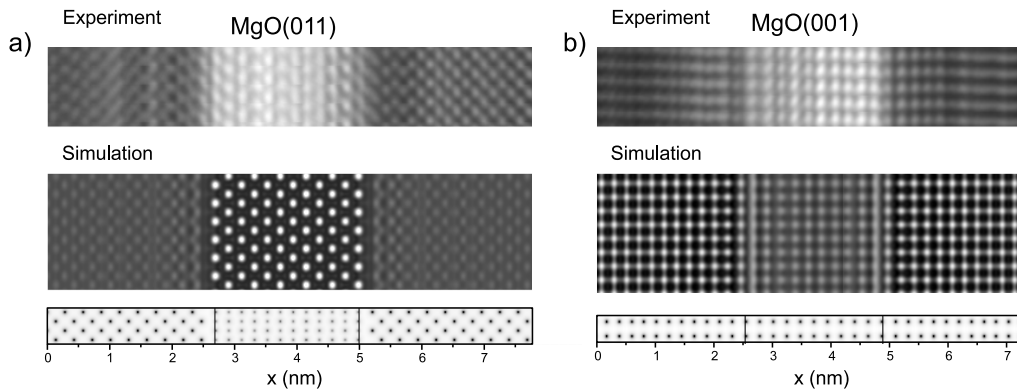 a)
Experiment
MgO(011)
Simulation
0 1 2 3 4 5 6 7
x (nm)
b)
Experiment
MgO(001)
Simulation
0 1 2 3 4 5 6 7
x (nm)